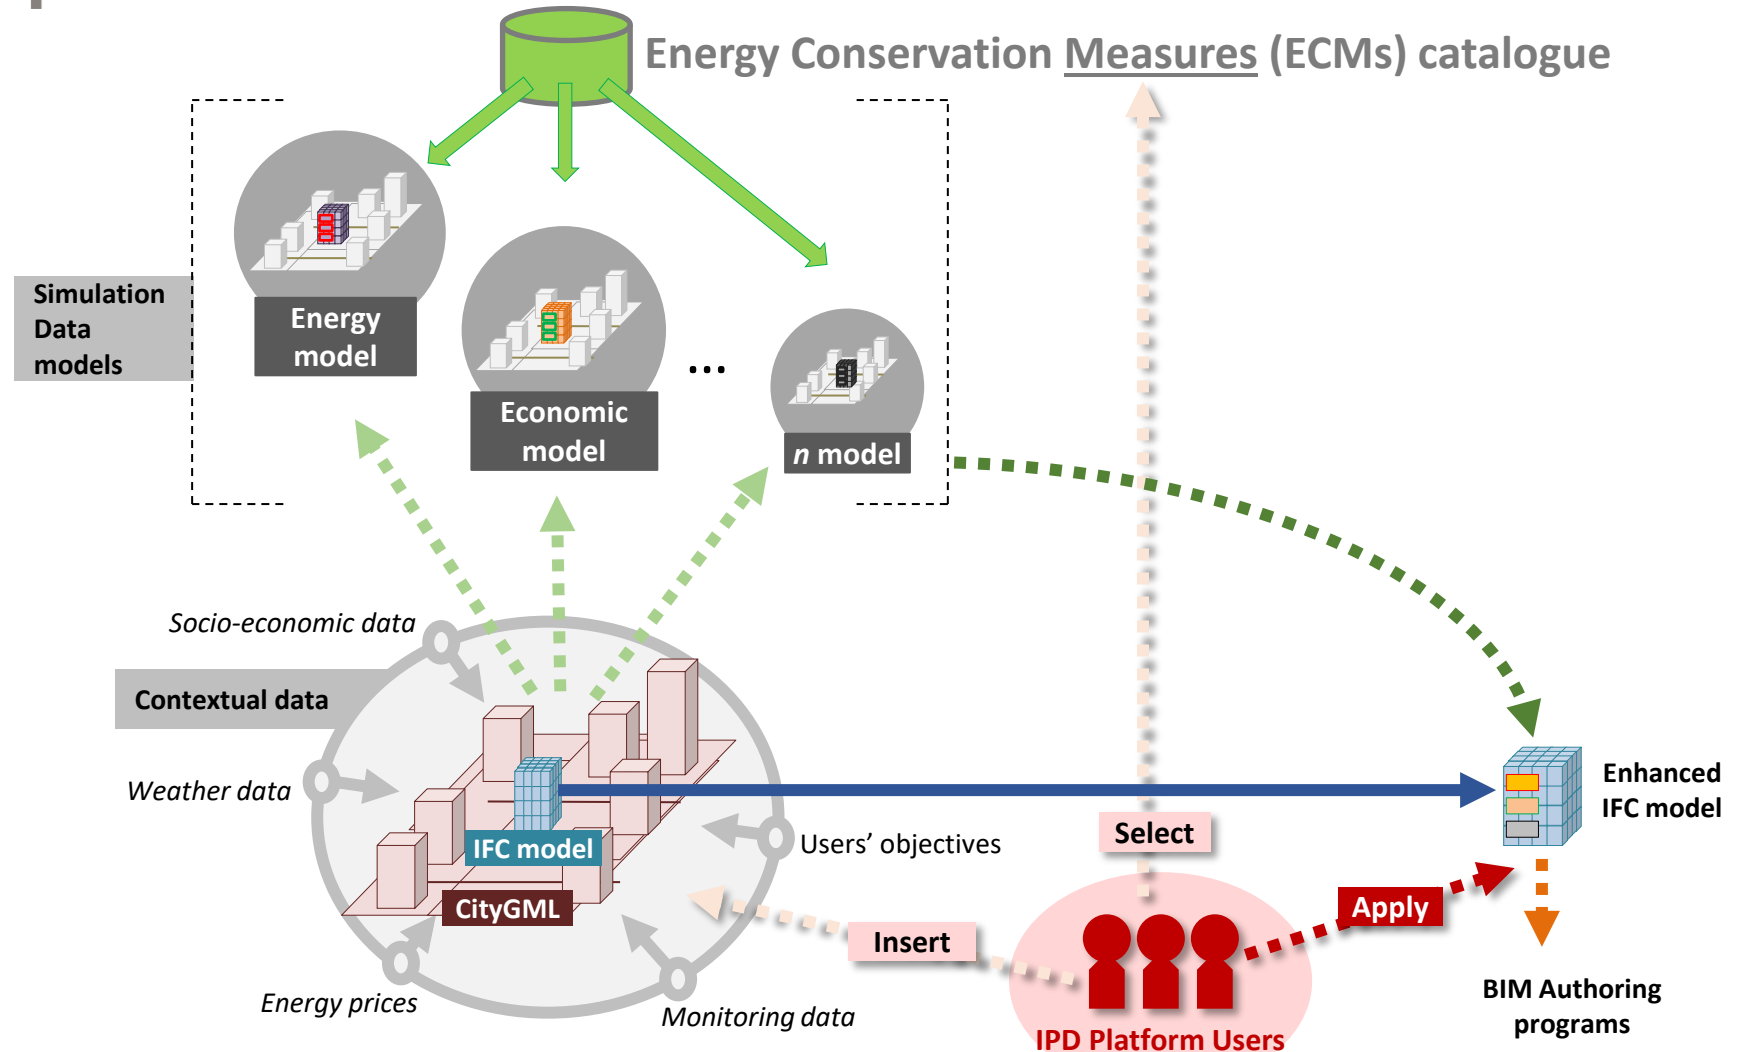 Energy Conservation Measures (ECMs) catalogue
Simulation
Data
models
Energy
model
Economic
model
...
n model
Socio-economic data
Contextual data
Weather data
IFC model
CityGML
Users' objectives
Energy prices
Monitoring data
Select
Insert
Apply
IPD Platform Users
Enhanced
IFC model
BIM Authoring
programs